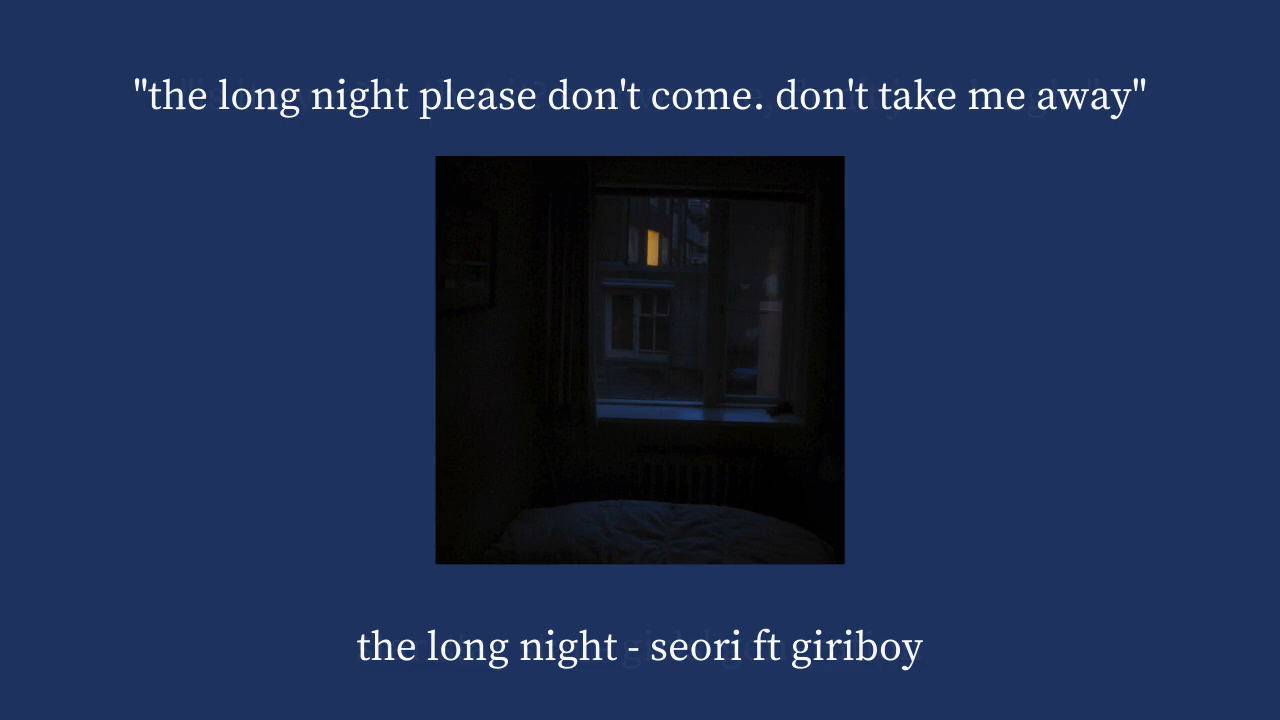 "the long night please don't come. don't take me away"
the long night - seori ft giriboy